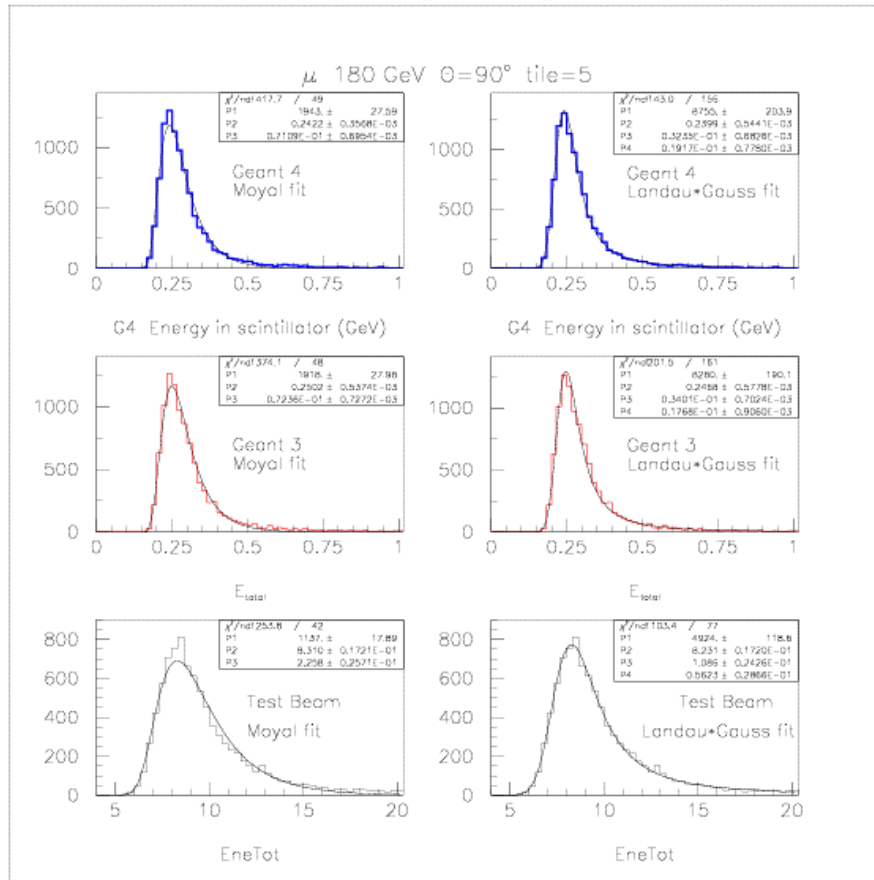 μ 180 GeV Θ=90° tile=5
χ²/ndf 417.7 / 49
P1 1943. ± 27.59
P2 0.2422 ± 0.3568E-03
P3 0.7109E-01 ± 0.6954E-03
Geant 4
Moyal fit
1000
500
0
0 0.25 0.5 0.75 1
G4 Energy in scintillator (GeV)
χ²/ndf 143.0 / 156
P1 8755. ± 203.9
P2 0.2399 ± 0.5441E-03
P3 0.3235E-01 ± 0.6828E-03
P4 0.1917E-01 ± 0.7780E-03
Geant 4
Landau*Gauss fit
1000
500
0
0 0.25 0.5 0.75 1
G4 Energy in scintillator (GeV)
χ²/ndf 374.1 / 48
P1 1918. ± 27.98
P2 0.2502 ± 0.5374E-03
P3 0.7236E-01 ± 0.7272E-03
Geant 3
Moyal fit
1000
500
0
0 0.25 0.5 0.75 1
E total
χ²/ndf 201.5 / 161
P1 8280. ± 190.1
P2 0.2468 ± 0.5778E-03
P3 0.3401E-01 ± 0.7024E-03
P4 0.1768E-01 ± 0.9060E-03
Geant 3
Landau*Gauss fit
1000
500
0
0 0.25 0.5 0.75 1
E total
χ²/ndf 253.8 / 42
P1 1137. ± 17.89
P2 8.310 ± 0.1721E-01
P3 2.258 ± 0.2571E-01
Test Beam
Moyal fit
800
600
400
200
0
5 10 15 20
EneTot
χ²/ndf 103.4 / 77
P1 4924. ± 118.6
P2 8.231 ± 0.1720E-01
P3 1.086 ± 0.2426E-01
P4 0.5623 ± 0.2866E-01
Test Beam
Landau*Gauss fit
800
600
400
200
0
5 10 15 20
EneTot